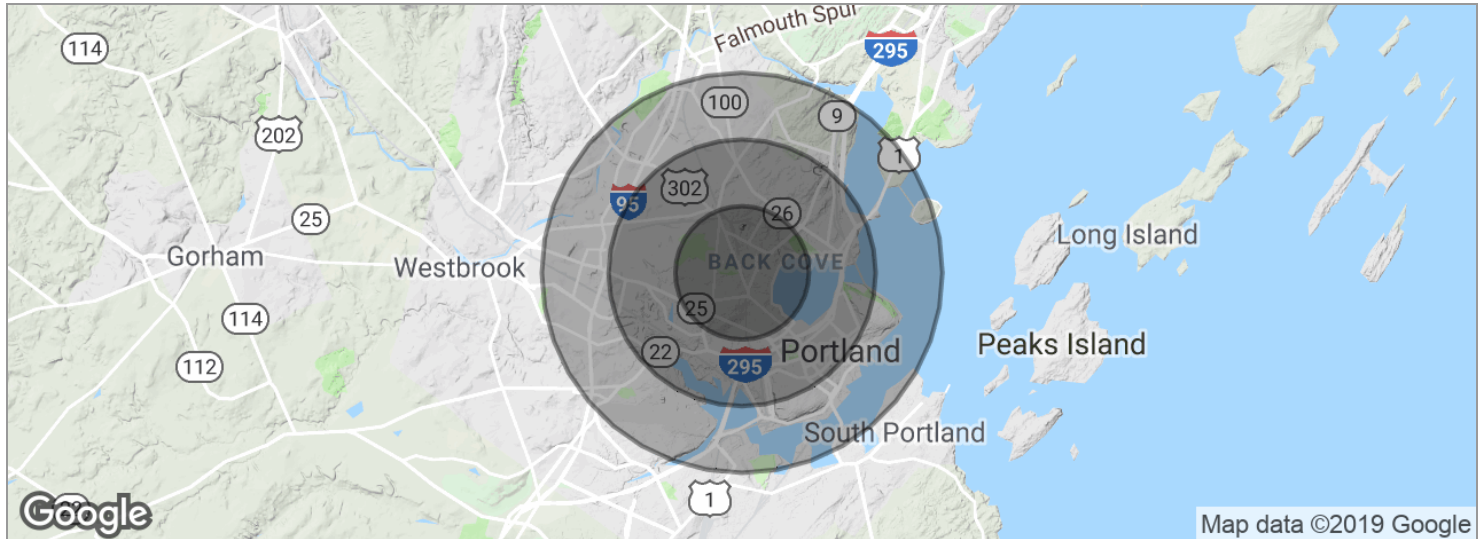 Falmouth Spur
114
295
100
9
202
1
302
95
26
25
Long Island
Gorham
Westbrook
BACK COVE
25
114
22
295
Portland
Peaks Island
112
South Portland
1
Google
Map data ©2019 Google